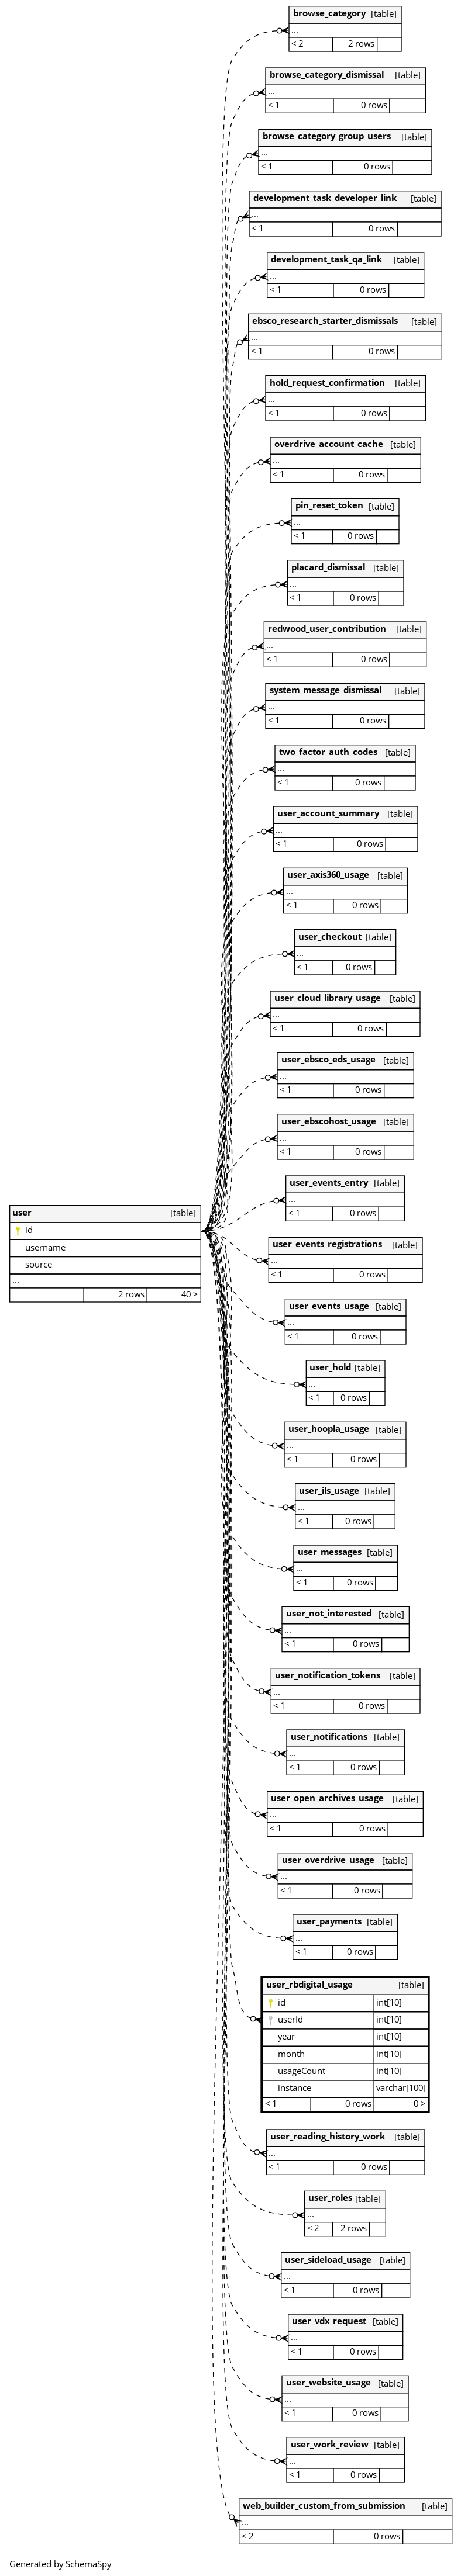 browse_category [table]
...
< 2 2 rows
browse_category_dismissal [table]
...
< 1 0 rows
browse_category_group_users [table]
...
< 1 0 rows
development_task_developer_link [table]
...
< 1 0 rows
development_task_qa_link [table]
...
< 1 0 rows
ebsco_research_starter_dismissals [table]
...
< 1 0 rows
hold_request_confirmation [table]
...
< 1 0 rows
overdrive_account_cache [table]
...
< 1 0 rows
pin_reset_token [table]
...
< 1 0 rows
placard_dismissal [table]
...
< 1 0 rows
redwood_user_contribution [table]
...
< 1 0 rows
system_message_dismissal [table]
...
< 1 0 rows
two_factor_auth_codes [table]
...
< 1 0 rows
user_account_summary [table]
...
< 1 0 rows
user_axis360_usage [table]
...
< 1 0 rows
user_checkout [table]
...
< 1 0 rows
user_cloud_library_usage [table]
...
< 1 0 rows
user_ebsco_eds_usage [table]
...
< 1 0 rows
user_ebscohost_usage [table]
...
< 1 0 rows
user_events_entry [table]
...
< 1 0 rows
user [table]
id
username
source
...
2 rows 40 >
user_events_registrations [table]
...
< 1 0 rows
user_events_usage [table]
...
< 1 0 rows
user_hold [table]
...
< 1 0 rows
user_hoopla_usage [table]
...
< 1 0 rows
user_ils_usage [table]
...
< 1 0 rows
user_messages [table]
...
< 1 0 rows
user_not_interested [table]
...
< 1 0 rows
user_notification_tokens [table]
...
< 1 0 rows
user_notifications [table]
...
< 1 0 rows
user_open_archives_usage [table]
...
< 1 0 rows
user_overdrive_usage [table]
...
< 1 0 rows
user_payments [table]
...
< 1 0 rows
user_rbdigital_usage [table]
id int[10]
userId int[10]
year int[10]
month int[10]
usageCount int[10]
instance varchar[100]
< 1 0 rows 0 >
user_reading_history_work [table]
...
< 1 0 rows
user_roles [table]
...
< 2 2 rows
user_sideload_usage [table]
...
< 1 0 rows
user_vdx_request [table]
...
< 1 0 rows
user_website_usage [table]
...
< 1 0 rows
user_work_review [table]
...
< 1 0 rows
web_builder_custom_from_submission [table]
...
< 2 0 rows
Generated by SchemaSpy